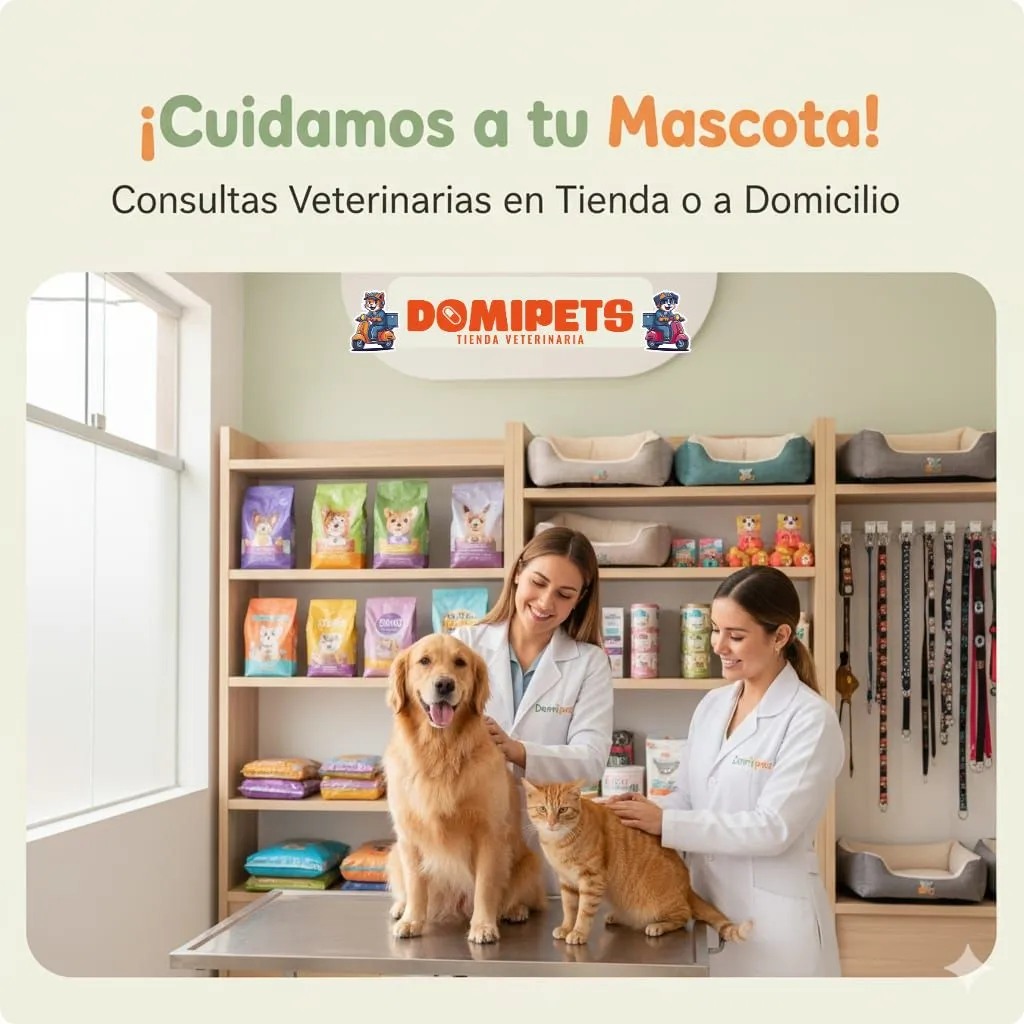 ¡Cuidamos a tu Mascota!
Consultas Veterinarias en Tienda o a Domicilio
DOMIPETS
TIENDA VETERINARIA